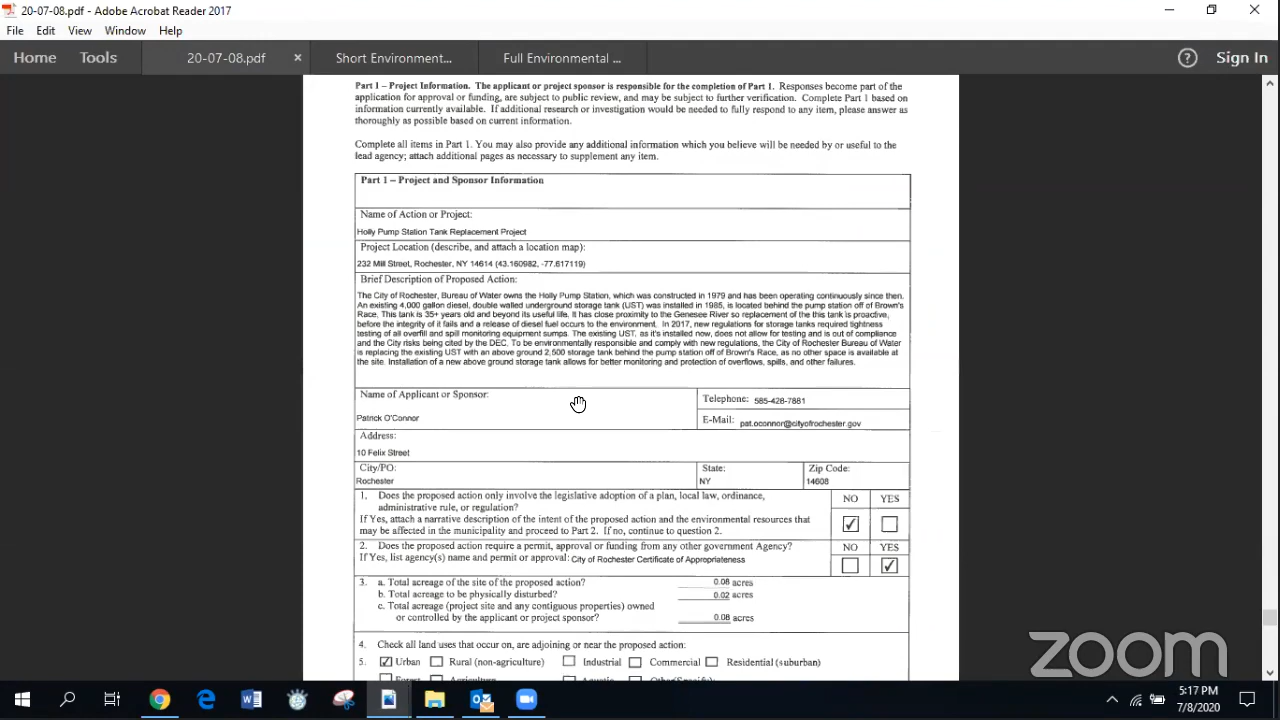 20-07-08.pdf - Adobe Acrobat Reader 2017
File Edit View Window Help
Home Tools 20-07-08.pdf × Short Environment... Full Environmental ... ? Sign In
Part 1 – Project Information. The applicant or project sponsor is responsible for the completion of Part 1. Responses become part of the
application for approval or funding, are subject to public review, and may be subject to further verification. Complete Part 1 based on
information currently available. If additional research or investigation would be needed to fully respond to any item, please answer as
thoroughly as possible based on current information.
Complete all items in Part 1. You may also provide any additional information which you believe will be needed by or useful to the
lead agency; attach additional pages as necessary to supplement any item.
Part 1 – Project and Sponsor Information
Name of Action or Project:
Holly Pump Station Tank Replacement Project
Project Location (describe, and attach a location map):
232 Mill Street, Rochester, NY 14614 (43.160982, -77.617119)
Brief Description of Proposed Action:
The City of Rochester, Bureau of Water owns the Holly Pump Station, which was constructed in 1979 and has been operating continuously since then.
An existing 4,000 gallon diesel, double walled underground storage tank (UST) was installed in 1985, is located behind the pump station off of Brown's
Race, This tank is 35+ years old and beyond its useful life. It has close proximity to the Genesee River so replacement of the this tank is proactive,
before the integrity of it fails and a release of diesel fuel occurs to the environment. In 2017, new regulations for storage tanks required tightness
testing of all overfill and spill monitoring equipment sumps. The existing UST, as it's installed now, does not allow for testing and is out of compliance
and the City risks being cited by the DEC. To be environmentally responsible and comply with new regulations, the City of Rochester Bureau of Water
is replacing the existing UST with an above ground 2,500 storage tank behind the pump station off of Brown's Race, as no other space is available at
the site. Installation of a new above ground storage tank allows for better monitoring and protection of overflows, spills, and other failures.
Name of Applicant or Sponsor:
Telephone: 585-428-7881
Patrick O'Connor
E-Mail: pat.oconnor@cityofrochester.gov
Address:
10 Felix Street
City/PO: State: Zip Code:
Rochester NY 14608
1. Does the proposed action only involve the legislative adoption of a plan, local law, ordinance, NO YES
administrative rule, or regulation?
If Yes, attach a narrative description of the intent of the proposed action and the environmental resources that
may be affected in the municipality and proceed to Part 2. If no, continue to question 2.
2. Does the proposed action require a permit, approval or funding from any other government Agency? NO YES
If Yes, list agency(s) name and permit or approval: City of Rochester Certificate of Appropriateness
3. a. Total acreage of the site of the proposed action? 0.08 acres
b. Total acreage to be physically disturbed? 0.02 acres
c. Total acreage (project site and any contiguous properties) owned
or controlled by the applicant or project sponsor? 0.08 acres
4. Check all land uses that occur on, are adjoining or near the proposed action:
5. Urban Rural (non-agriculture) Industrial Commercial Residential (suburban)
Forest Agriculture Aquatic Other(Specify):
zoom
5:17 PM
7/8/2020